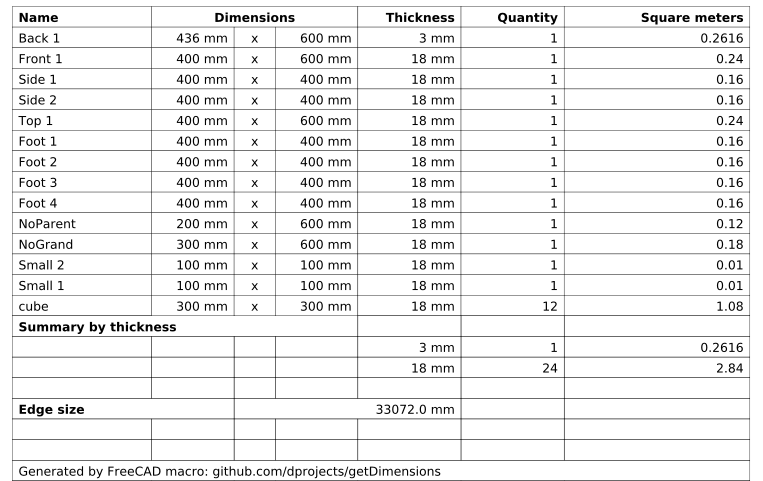 Name Dimensions Thickness Quantity Square meters
Back 1 436 mm x 600 mm 3 mm 1 0.2616
Front 1 400 mm x 600 mm 18 mm 1 0.24
Side 1 400 mm x 400 mm 18 mm 1 0.16
Side 2 400 mm x 400 mm 18 mm 1 0.16
Top 1 400 mm x 600 mm 18 mm 1 0.24
Foot 1 400 mm x 400 mm 18 mm 1 0.16
Foot 2 400 mm x 400 mm 18 mm 1 0.16
Foot 3 400 mm x 400 mm 18 mm 1 0.16
Foot 4 400 mm x 400 mm 18 mm 1 0.16
NoParent 200 mm x 600 mm 18 mm 1 0.12
NoGrand 300 mm x 600 mm 18 mm 1 0.18
Small 2 100 mm x 100 mm 18 mm 1 0.01
Small 1 100 mm x 100 mm 18 mm 1 0.01
cube 300 mm x 300 mm 18 mm 12 1.08
Summary by thickness
3 mm 1 0.2616
18 mm 24 2.84
Edge size 33072.0 mm
Generated by FreeCAD macro: github.com/dprojects/getDimensions